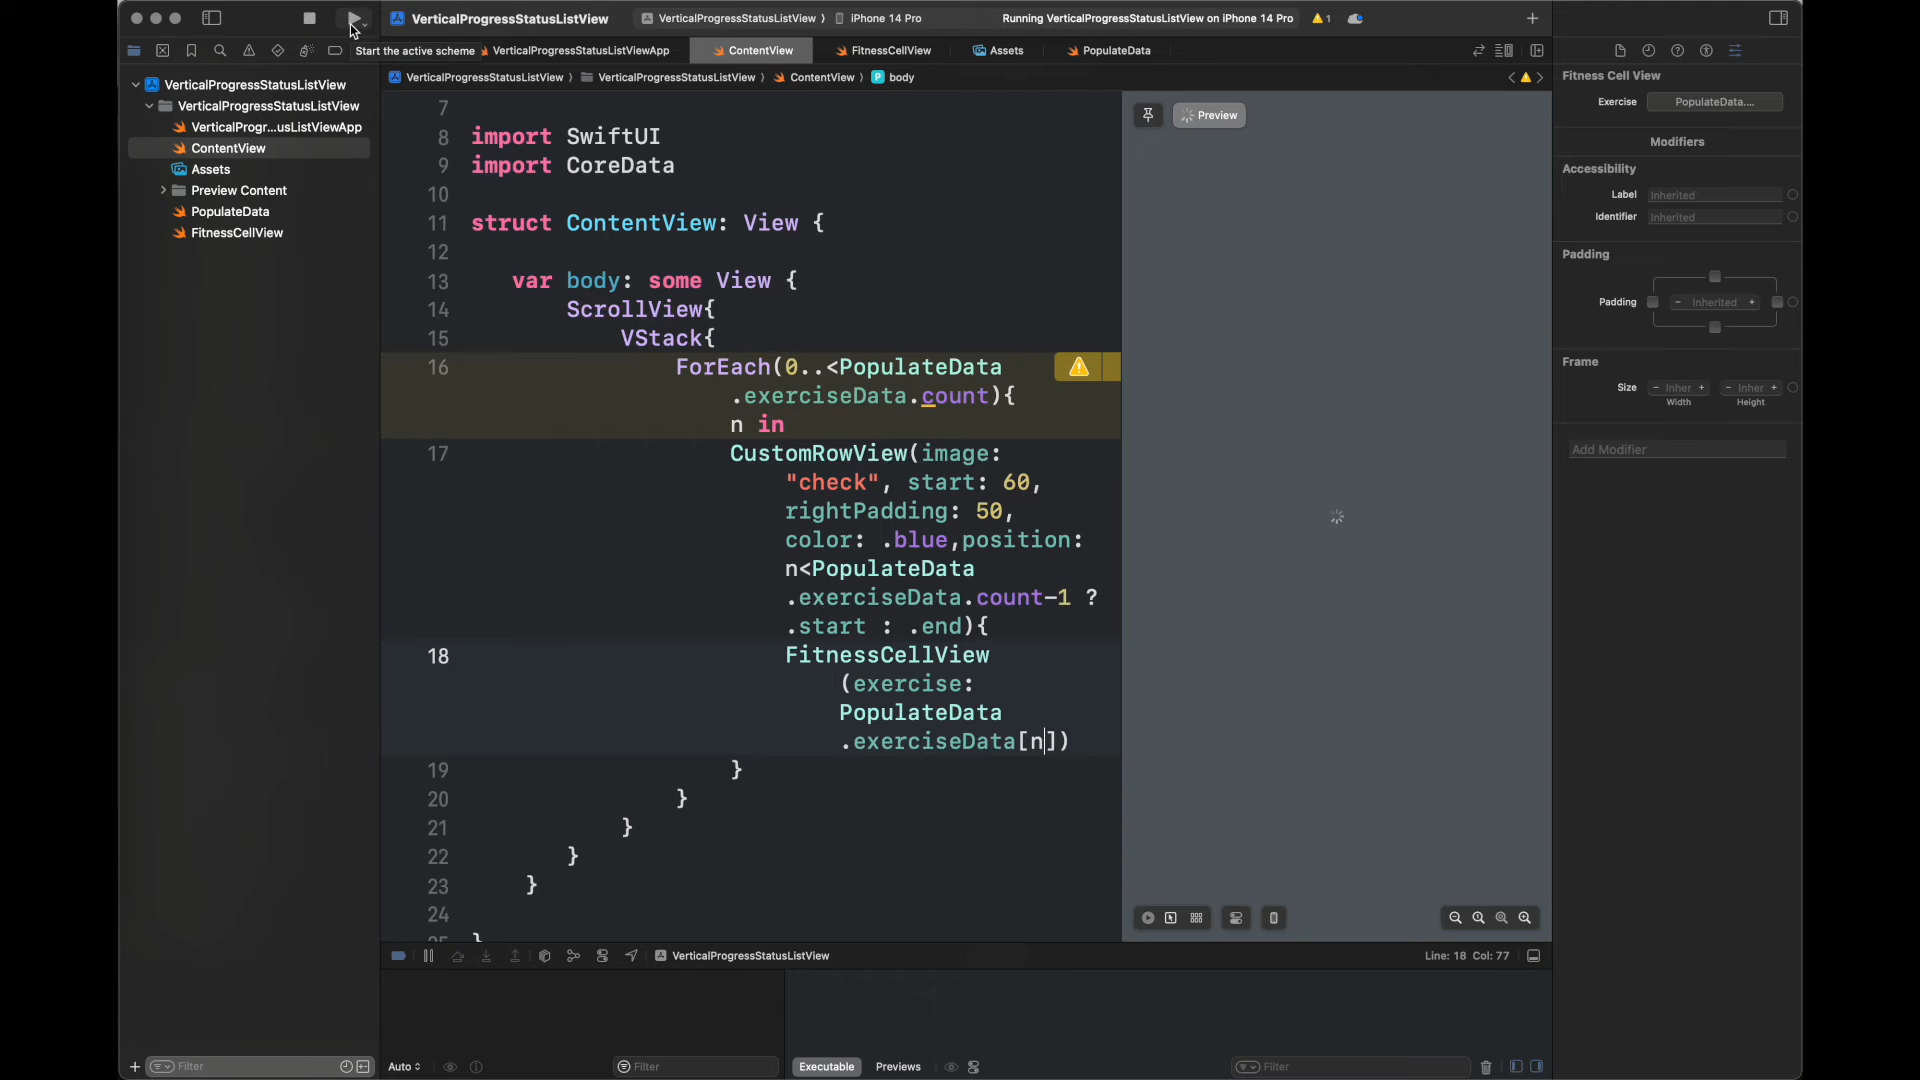 VerticalProgressStatusListView
VerticalProgressStatusListView ⟩ iPhone 14 Pro
Running VerticalProgressStatusListView on iPhone 14 Pro
1
Start the active scheme
VerticalProgressStatusListViewApp
ContentView
FitnessCellView
Assets
PopulateData
VerticalProgressStatusListView ⟩ VerticalProgressStatusListView ⟩ ContentView ⟩ P body
VerticalProgressStatusListView
VerticalProgressStatusListView
VerticalProgr...usListViewApp
ContentView
Assets
Preview Content
PopulateData
FitnessCellView
7
8 import SwiftUI
9 import CoreData
10
11 struct ContentView: View {
12
13 var body: some View {
14 ScrollView{
15 VStack{
16 ForEach(0..<PopulateData
.exerciseData.count){
n in
17 CustomRowView(image:
"check", start: 60,
rightPadding: 50,
color: .blue,position:
n<PopulateData
.exerciseData.count-1 ?
.start : .end){
18 FitnessCellView
(exercise:
PopulateData
.exerciseData[n])
19 }
20 }
21 }
22 }
23 }
24
25 }
Preview
Fitness Cell View
Exercise PopulateData....
Modifiers
Accessibility
Label Inherited
Identifier Inherited
Padding
Padding - Inherited +
Frame
Size - Inher + - Inher +
Width Height
Add Modifier
VerticalProgressStatusListView
Line: 18 Col: 77
Filter
Auto
Filter
Executable Previews
Filter